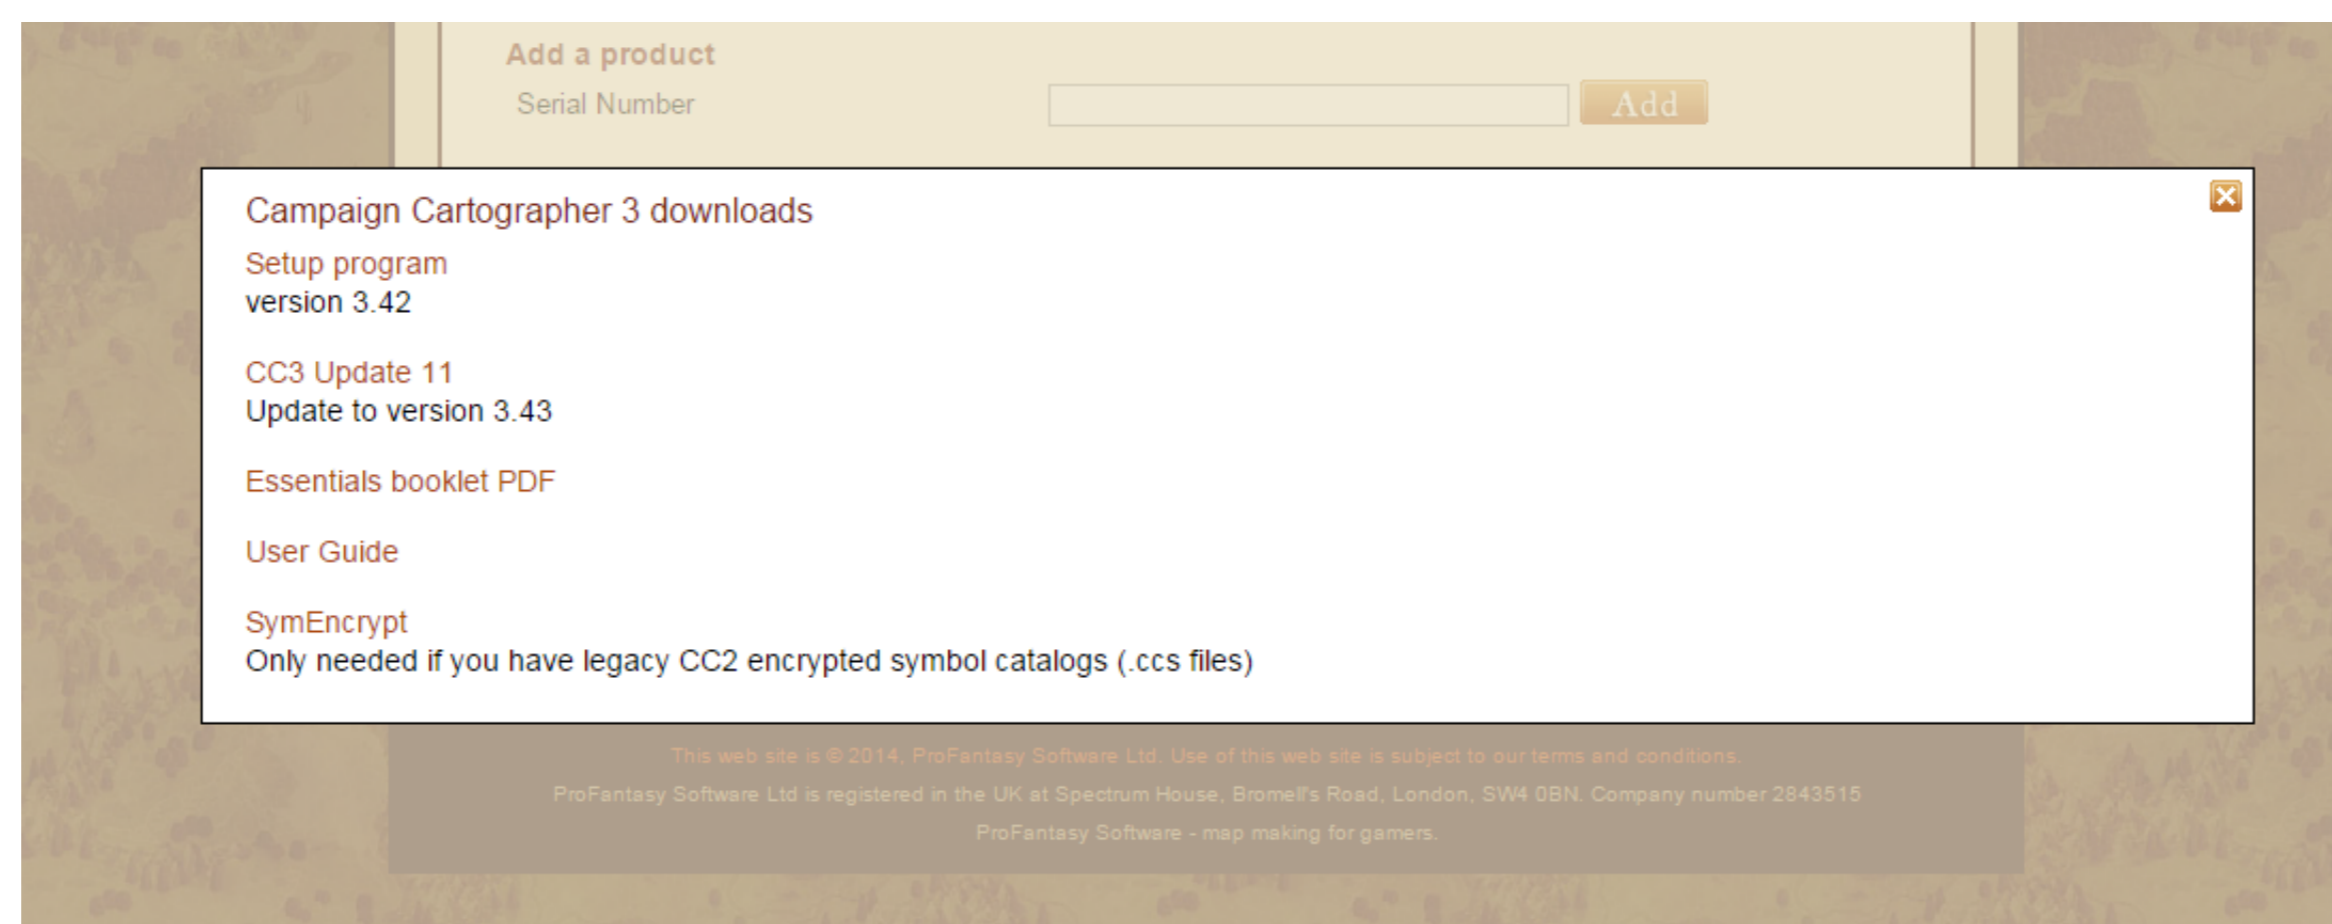 Add a product
Serial Number
Add
Campaign Cartographer 3 downloads
Setup program
version 3.42
CC3 Update 11
Update to version 3.43
Essentials booklet PDF
User Guide
SymEncrypt
Only needed if you have legacy CC2 encrypted symbol catalogs (.ccs files)
This web site is © 2014, ProFantasy Software Ltd. Use of this web site is subject to our terms and conditions.
ProFantasy Software Ltd is registered in the UK at Spectrum House, Bromell's Road, London, SW4 0BN. Company number 2843515
ProFantasy Software - map making for gamers.